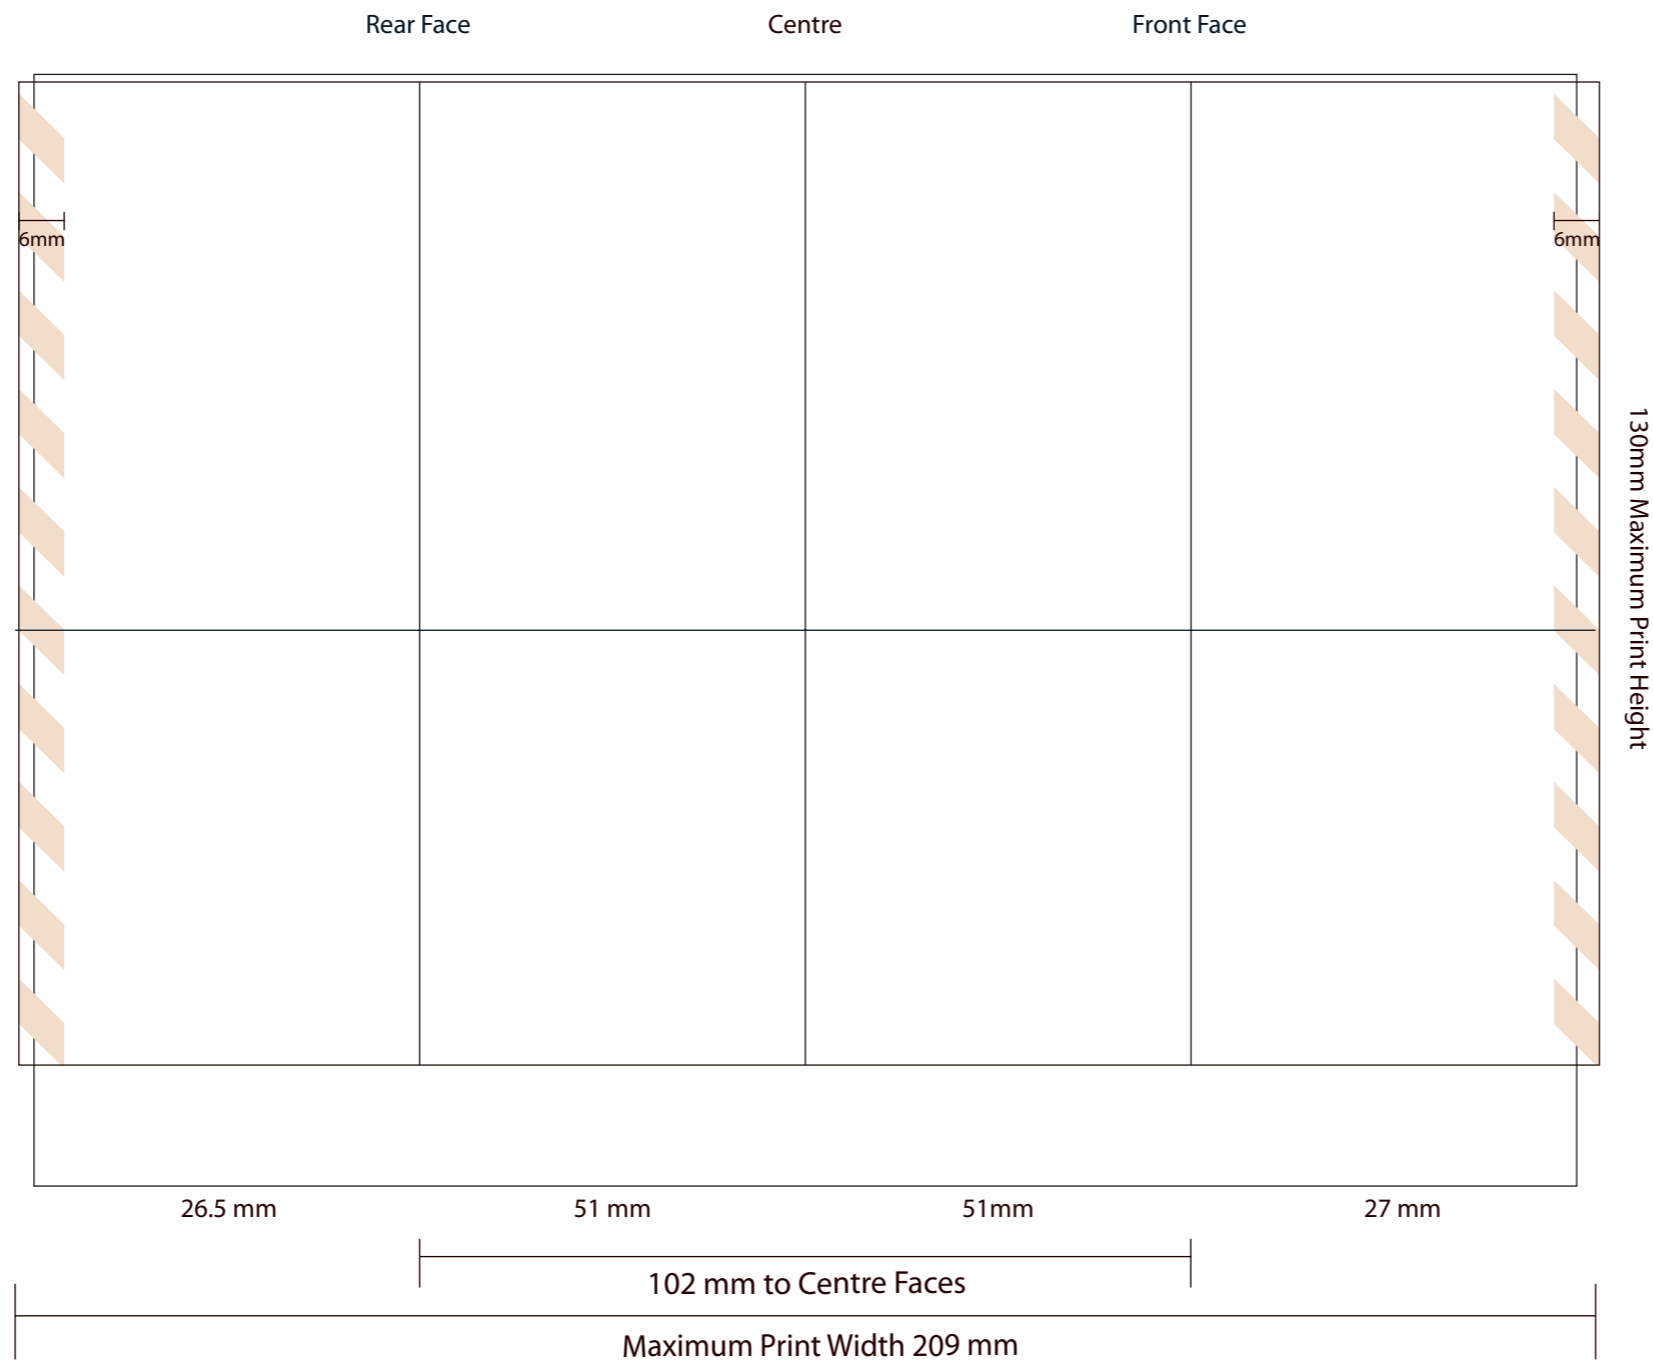 Rear Face
Centre
Front Face
6mm
6mm
130mm Maximum Print Height
26.5 mm
51 mm
51mm
27 mm
102 mm to Centre Faces
Maximum Print Width 209 mm